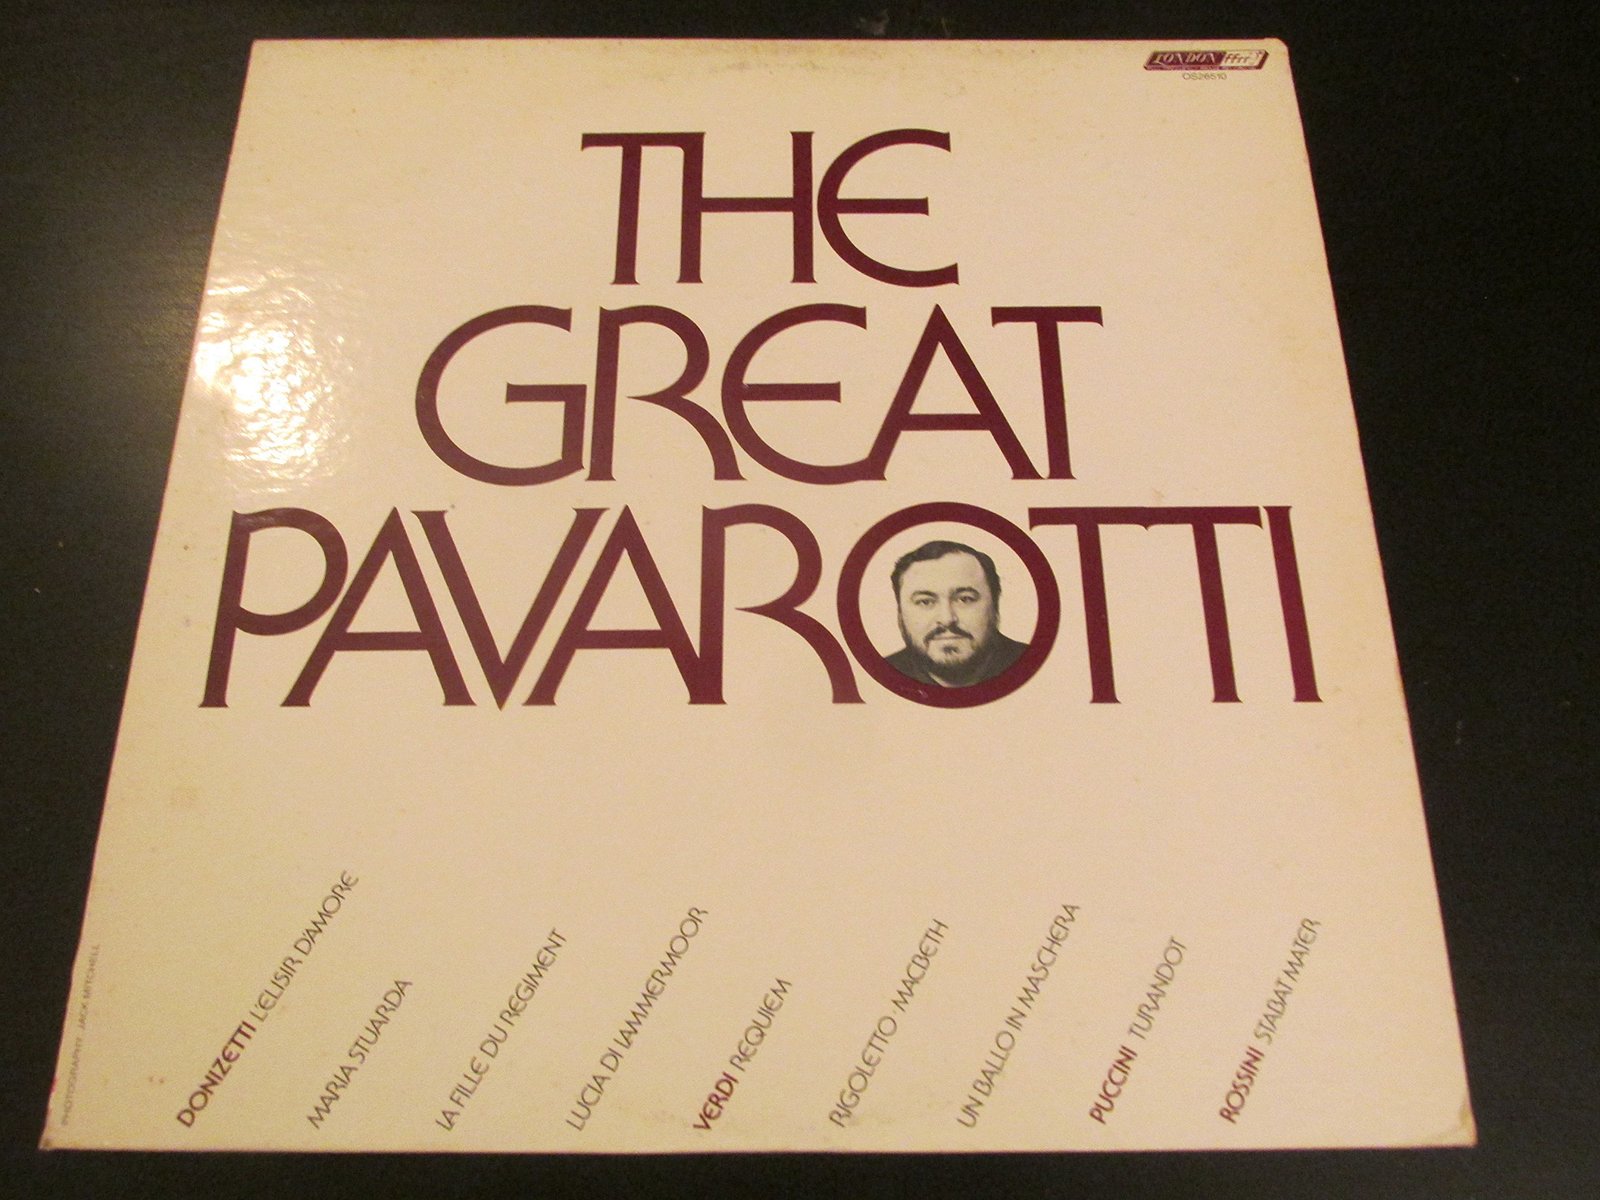 LONDON ffrr
OS26510
THE
GREAT
PAVAROTTI
DONIZETTI L'ELISIR D'AMORE
MARIA STUARDA
LA FILLE DU REGIMENT
LUCIA DI LAMMERMOOR
VERDI REQUIEM
RIGOLETTO · MACBETH
UN BALLO IN MASCHERA
PUCCINI TURANDOT
ROSSINI STABAT MATER
PHOTOGRAPHY: JACK MITCHELL